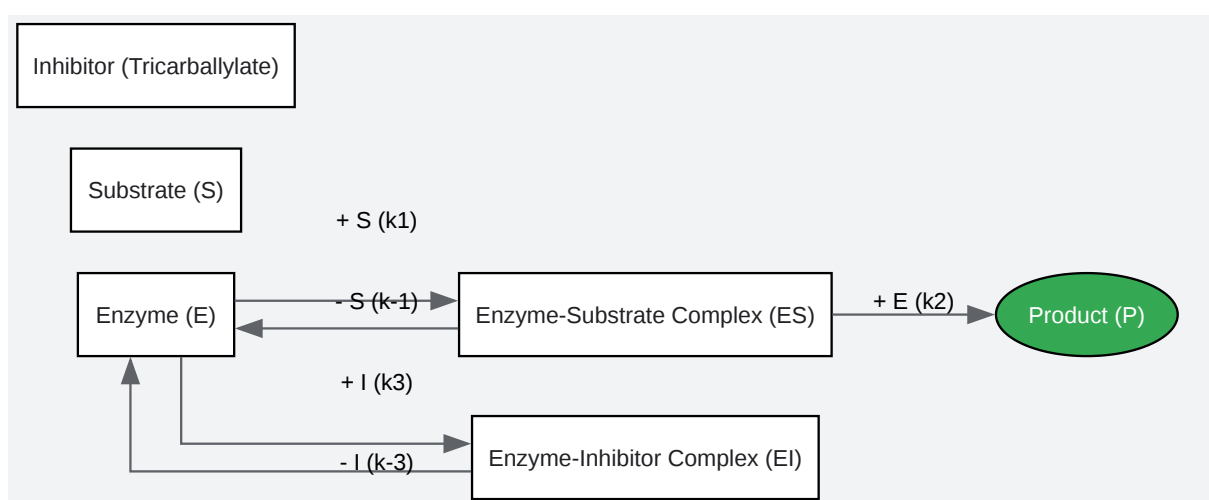 Inhibitor (Tricarballylate)
Substrate (S)
+ S (k1)
Enzyme (E)
- S (k-1)
Enzyme-Substrate Complex (ES)
+ E (k2)
Product (P)
+ I (k3)
- I (k-3)
Enzyme-Inhibitor Complex (EI)